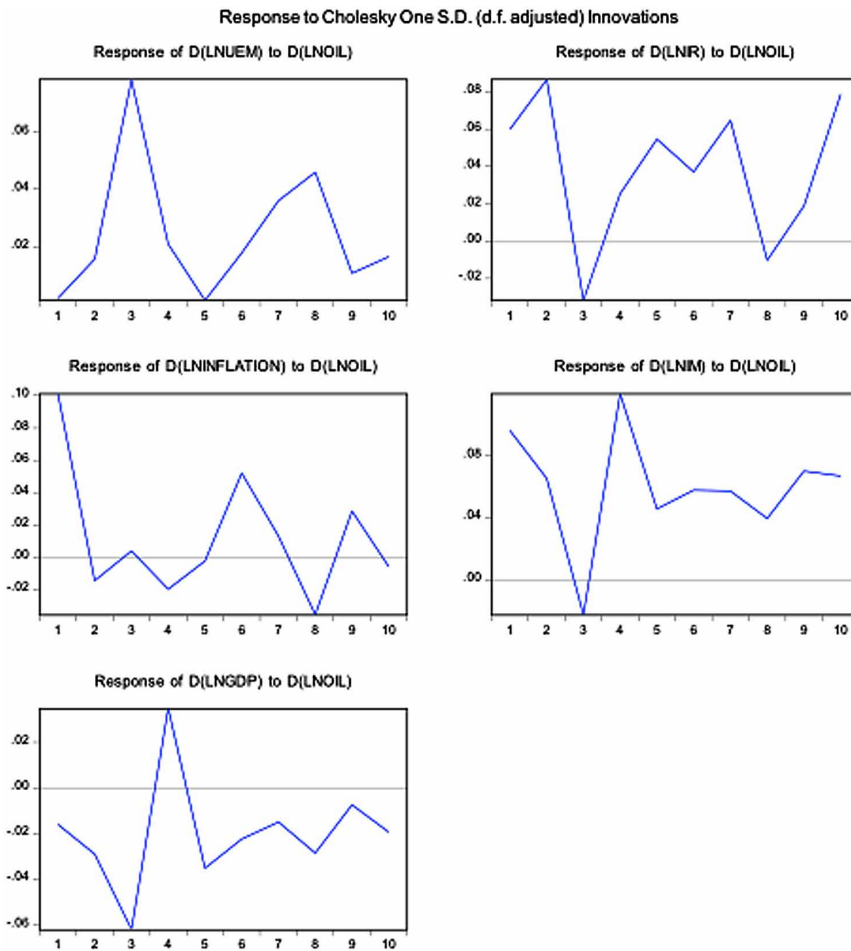 Response to Cholesky One S.D. (d.f. adjusted) Innovations
Response of D(LNUEM) to D(LNOIL)
.06
.04
.02
1 2 3 4 5 6 7 8 9 10
Response of D(LNIR) to D(LNOIL)
.08
.06
.04
.02
.00
-.02
1 2 3 4 5 6 7 8 9 10
Response of D(LNINFLATION) to D(LNOIL)
.10
.08
.06
.04
.02
.00
-.02
1 2 3 4 5 6 7 8 9 10
Response of D(LNIM) to D(LNOIL)
.08
.04
.00
1 2 3 4 5 6 7 8 9 10
Response of D(LNGDP) to D(LNOIL)
.02
.00
-.02
-.04
-.06
1 2 3 4 5 6 7 8 9 10